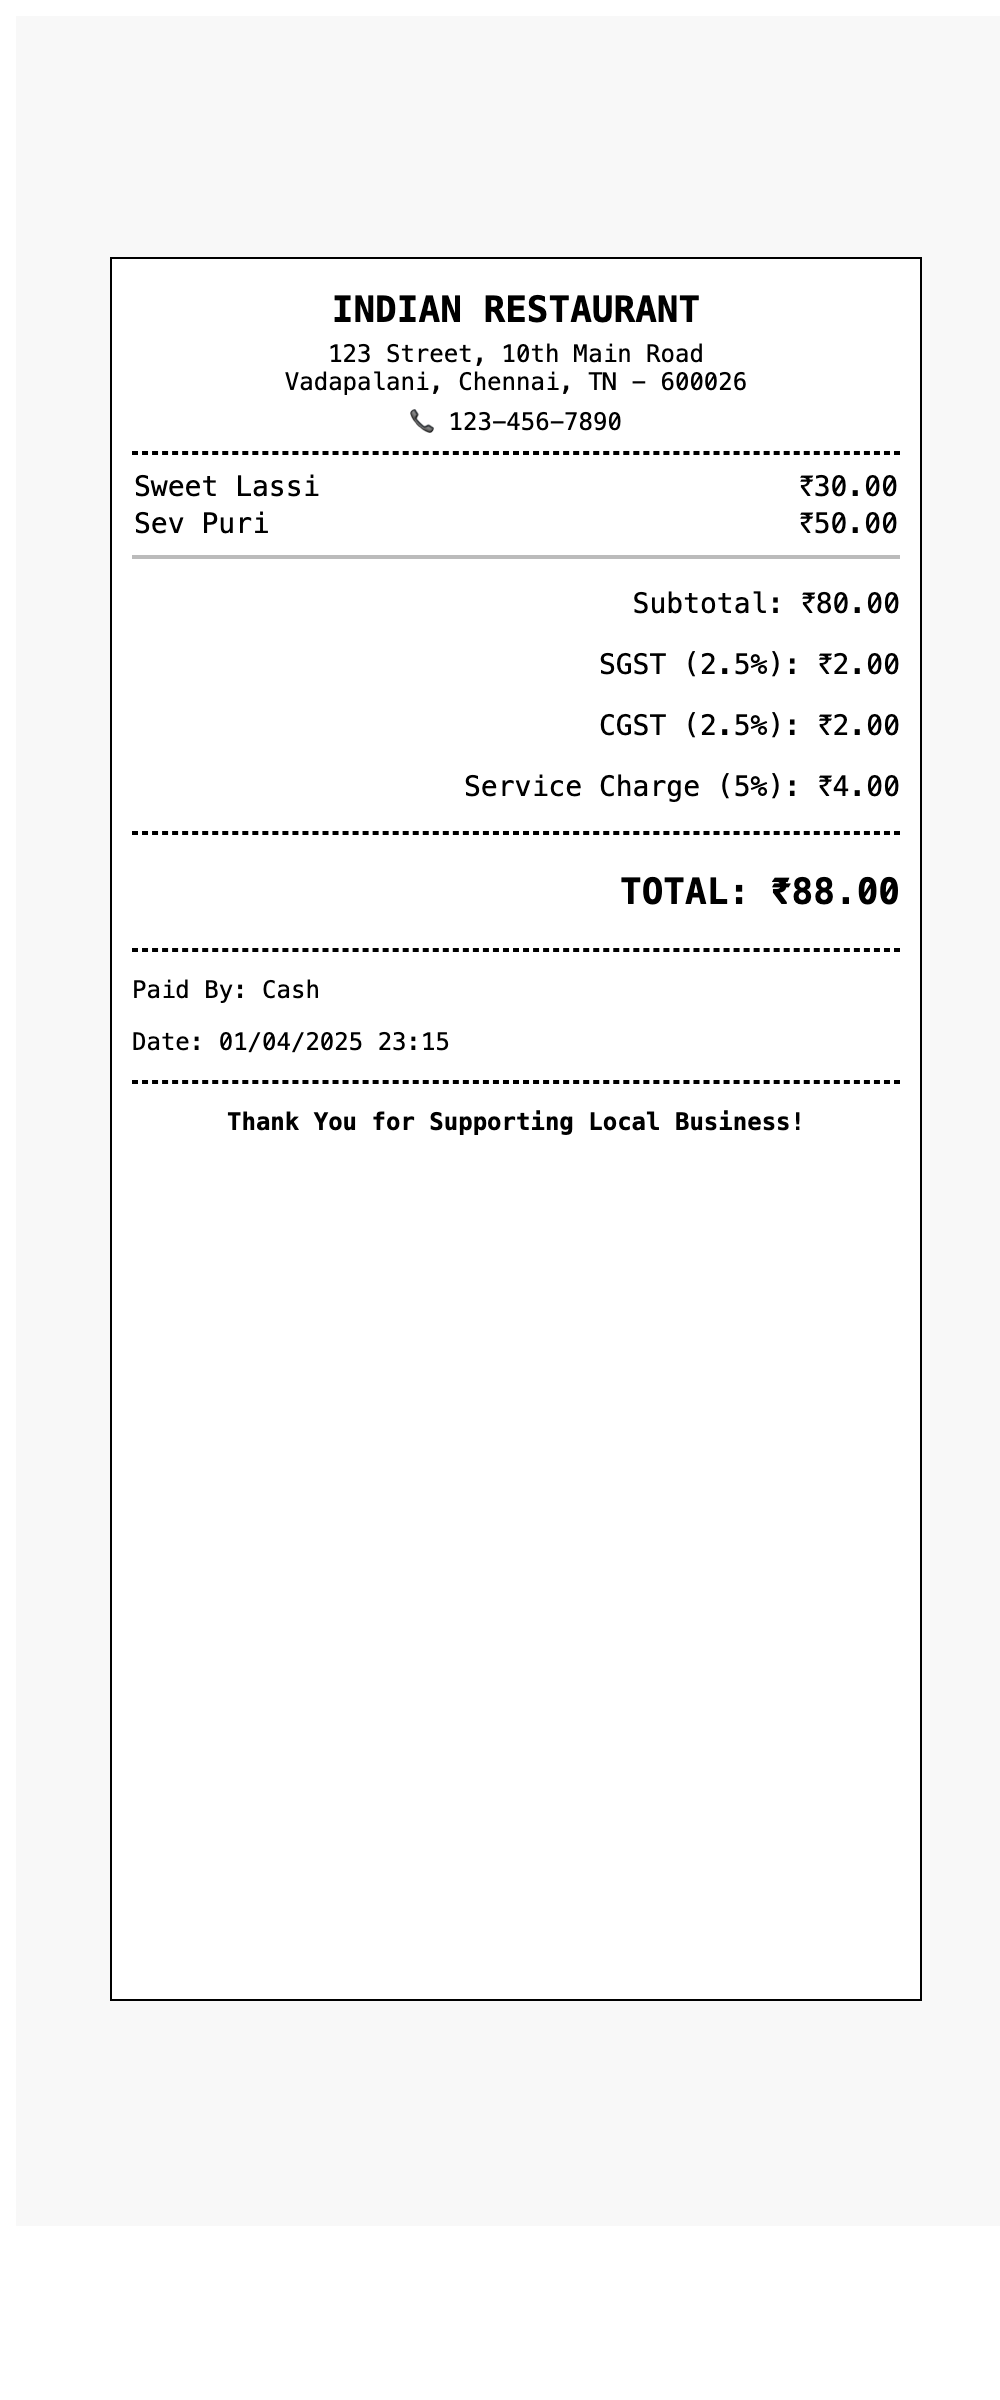 INDIAN RESTAURANT
123 Street, 10th Main Road
Vadapalani, Chennai, TN - 600026
📞 123-456-7890
Sweet Lassi ₹30.00
Sev Puri ₹50.00
Subtotal: ₹80.00
SGST (2.5%): ₹2.00
CGST (2.5%): ₹2.00
Service Charge (5%): ₹4.00
TOTAL: ₹88.00
Paid By: Cash
Date: 01/04/2025 23:15
Thank You for Supporting Local Business!